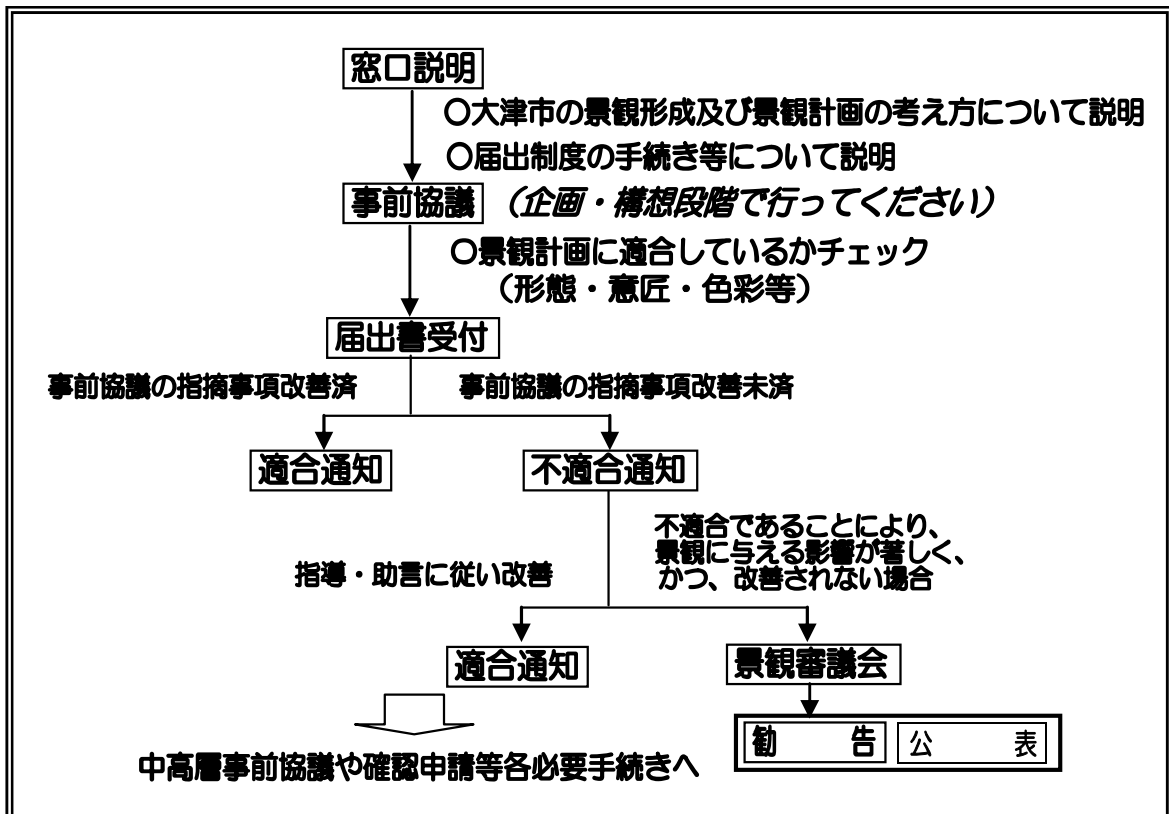 窓口説明
〇大津市の景観形成及び景観計画の考え方について説明
〇届出制度の手続き等について説明
事前協議 （企画・構想段階で行ってください）
〇景観計画に適合しているかチェック
（形態・意匠・色彩等）
届出書受付
事前協議の指摘事項改善済 事前協議の指摘事項改善未済
適合通知 不適合通知
不適合であることにより、
景観に与える影響が著しく、
かつ、改善されない場合
指導・助言に従い改善
適合通知 景観審議会
勧 告 公 表
中高層事前協議や確認申請等各必要手続きへ